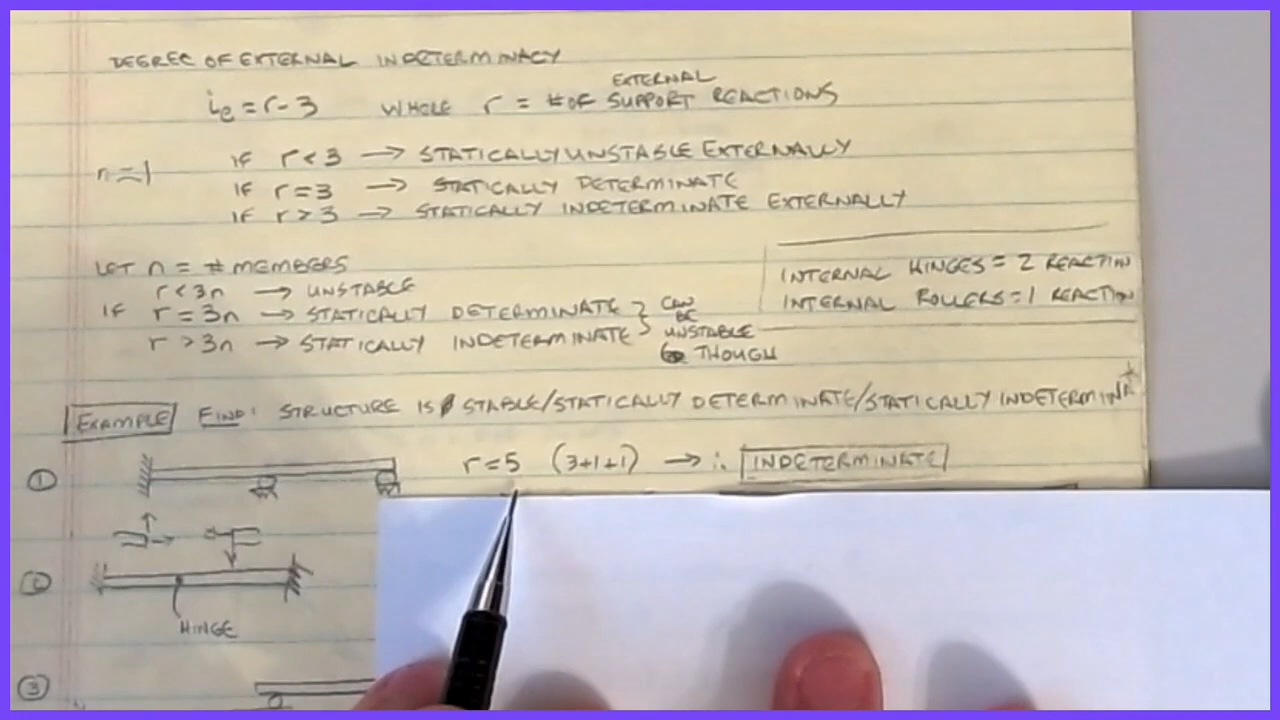 DEGREE OF EXTERNAL INDETERMINACY
ie = r - 3 WHERE r = # OF EXTERNAL SUPPORT REACTIONS
n = 1
IF r < 3 → STATICALLY UNSTABLE EXTERNALLY
IF r = 3 → STATICALLY DETERMINATE
IF r > 3 → STATICALLY INDETERMINATE EXTERNALLY
LET n = # MEMBERS
IF r < 3n → UNSTABLE
r = 3n → STATICALLY DETERMINATE
r > 3n → STATICALLY INDETERMINATE
CAN
BE
UNSTABLE
THOUGH
INTERNAL HINGES = 2 REACTION
INTERNAL ROLLERS = 1 REACTION
EXAMPLE FIND: STRUCTURE IS STABLE/STATICALLY DETERMINATE/STATICALLY INDETERMINA
1 r = 5 (3+1+1) → ∴ INDETERMINATE
2
HINGE
3